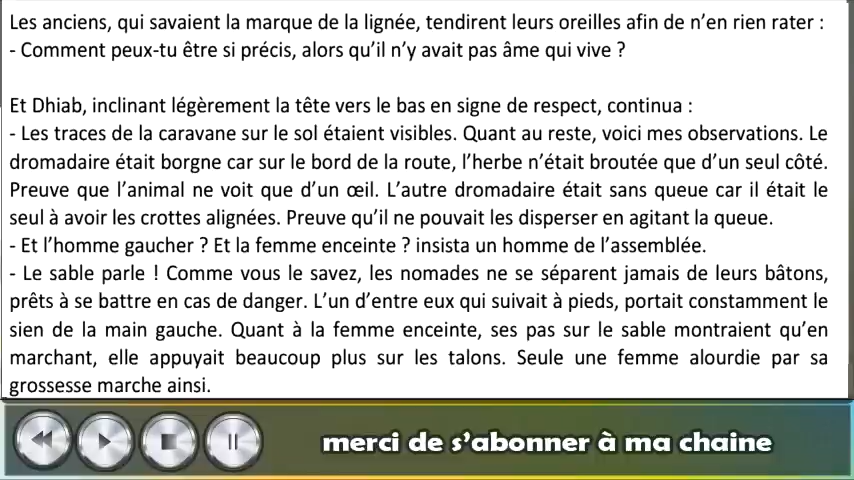 Les anciens, qui savaient la marque de la lignée, tendirent leurs oreilles afin de n’en rien rater :
- Comment peux-tu être si précis, alors qu’il n’y avait pas âme qui vive ?
Et Dhiab, inclinant légèrement la tête vers le bas en signe de respect, continua :
- Les traces de la caravane sur le sol étaient visibles. Quant au reste, voici mes observations. Le
dromadaire était borgne car sur le bord de la route, l’herbe n’était broutée que d’un seul côté.
Preuve que l’animal ne voit que d’un œil. L’autre dromadaire était sans queue car il était le
seul à avoir les crottes alignées. Preuve qu’il ne pouvait les disperser en agitant la queue.
- Et l’homme gaucher ? Et la femme enceinte ? insista un homme de l’assemblée.
- Le sable parle ! Comme vous le savez, les nomades ne se séparent jamais de leurs bâtons,
prêts à se battre en cas de danger. L’un d’entre eux qui suivait à pieds, portait constamment le
sien de la main gauche. Quant à la femme enceinte, ses pas sur le sable montraient qu’en
marchant, elle appuyait beaucoup plus sur les talons. Seule une femme alourdie par sa
grossesse marche ainsi.
merci de s’abonner à ma chaine